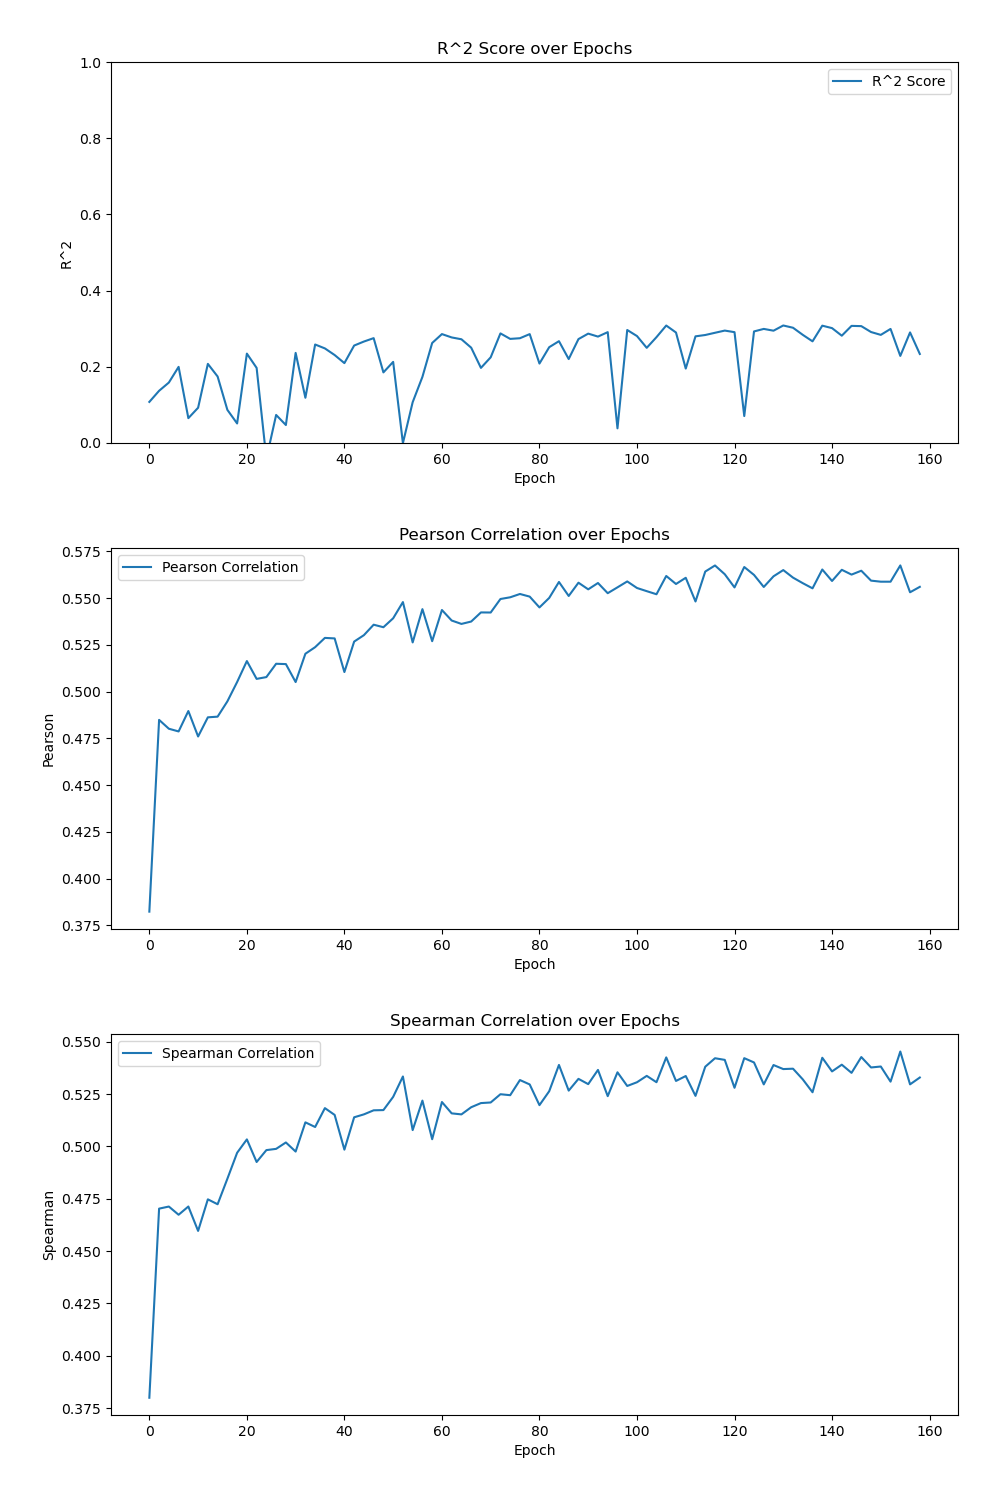 R^2 Score over Epochs
1.0
R^2 Score
0.8
0.6
R^2
0.4
0.2
0.0
0 20 40 60 80 100 120 140 160
Epoch
Pearson Correlation over Epochs
0.575
Pearson Correlation
0.550
0.525
0.500
Pearson
0.475
0.450
0.425
0.400
0.375
0 20 40 60 80 100 120 140 160
Epoch
Spearman Correlation over Epochs
0.550
Spearman Correlation
0.525
0.500
0.475
Spearman
0.450
0.425
0.400
0.375
0 20 40 60 80 100 120 140 160
Epoch